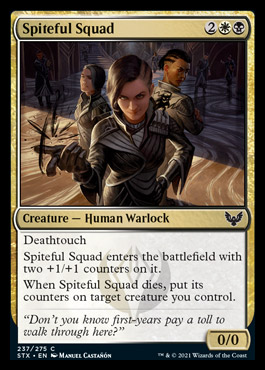 Spiteful Squad 2
Creature — Human Warlock
Deathtouch
Spiteful Squad enters the battlefield with
two +1/+1 counters on it.
When Spiteful Squad dies, put its
counters on target creature you control.
“Don’t you know first-years pay a toll to
walk through here?”
0/0
237/275 C
STX • EN Manuel Castañón ™ & © 2021 Wizards of the Coast